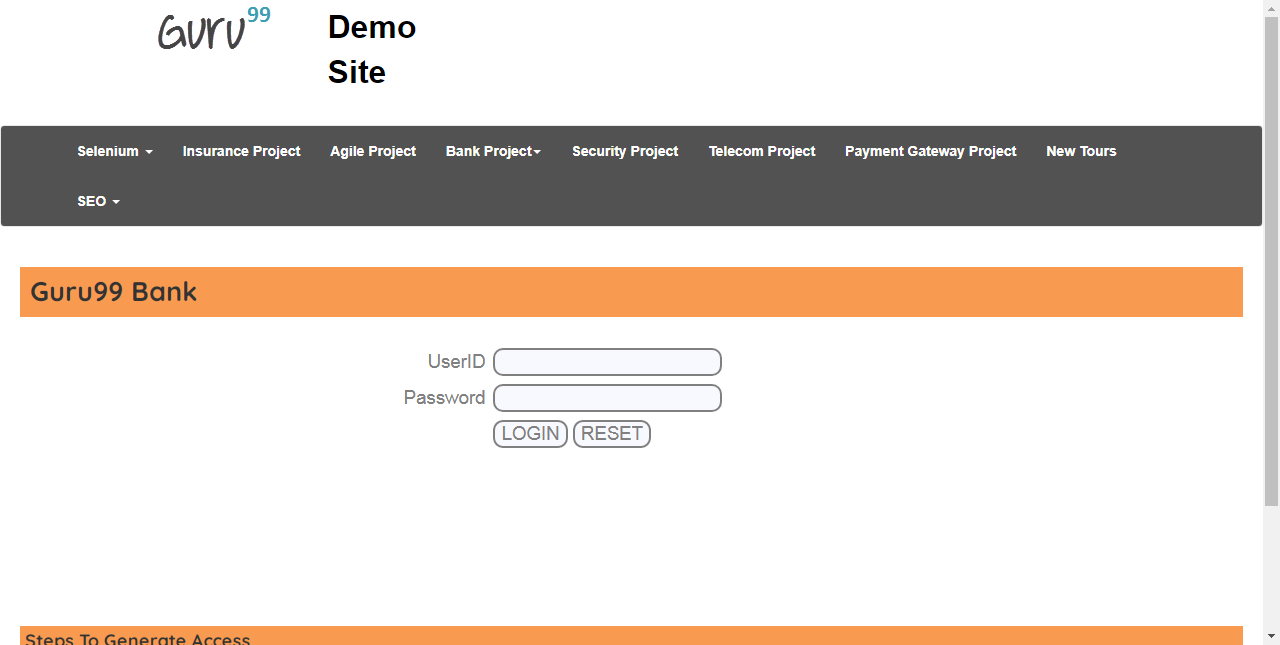 Guru99
Demo
Site
Selenium Insurance Project Agile Project Bank Project Security Project Telecom Project Payment Gateway Project New Tours
SEO
Guru99 Bank
UserID
Password
LOGIN RESET
Steps To Generate Access